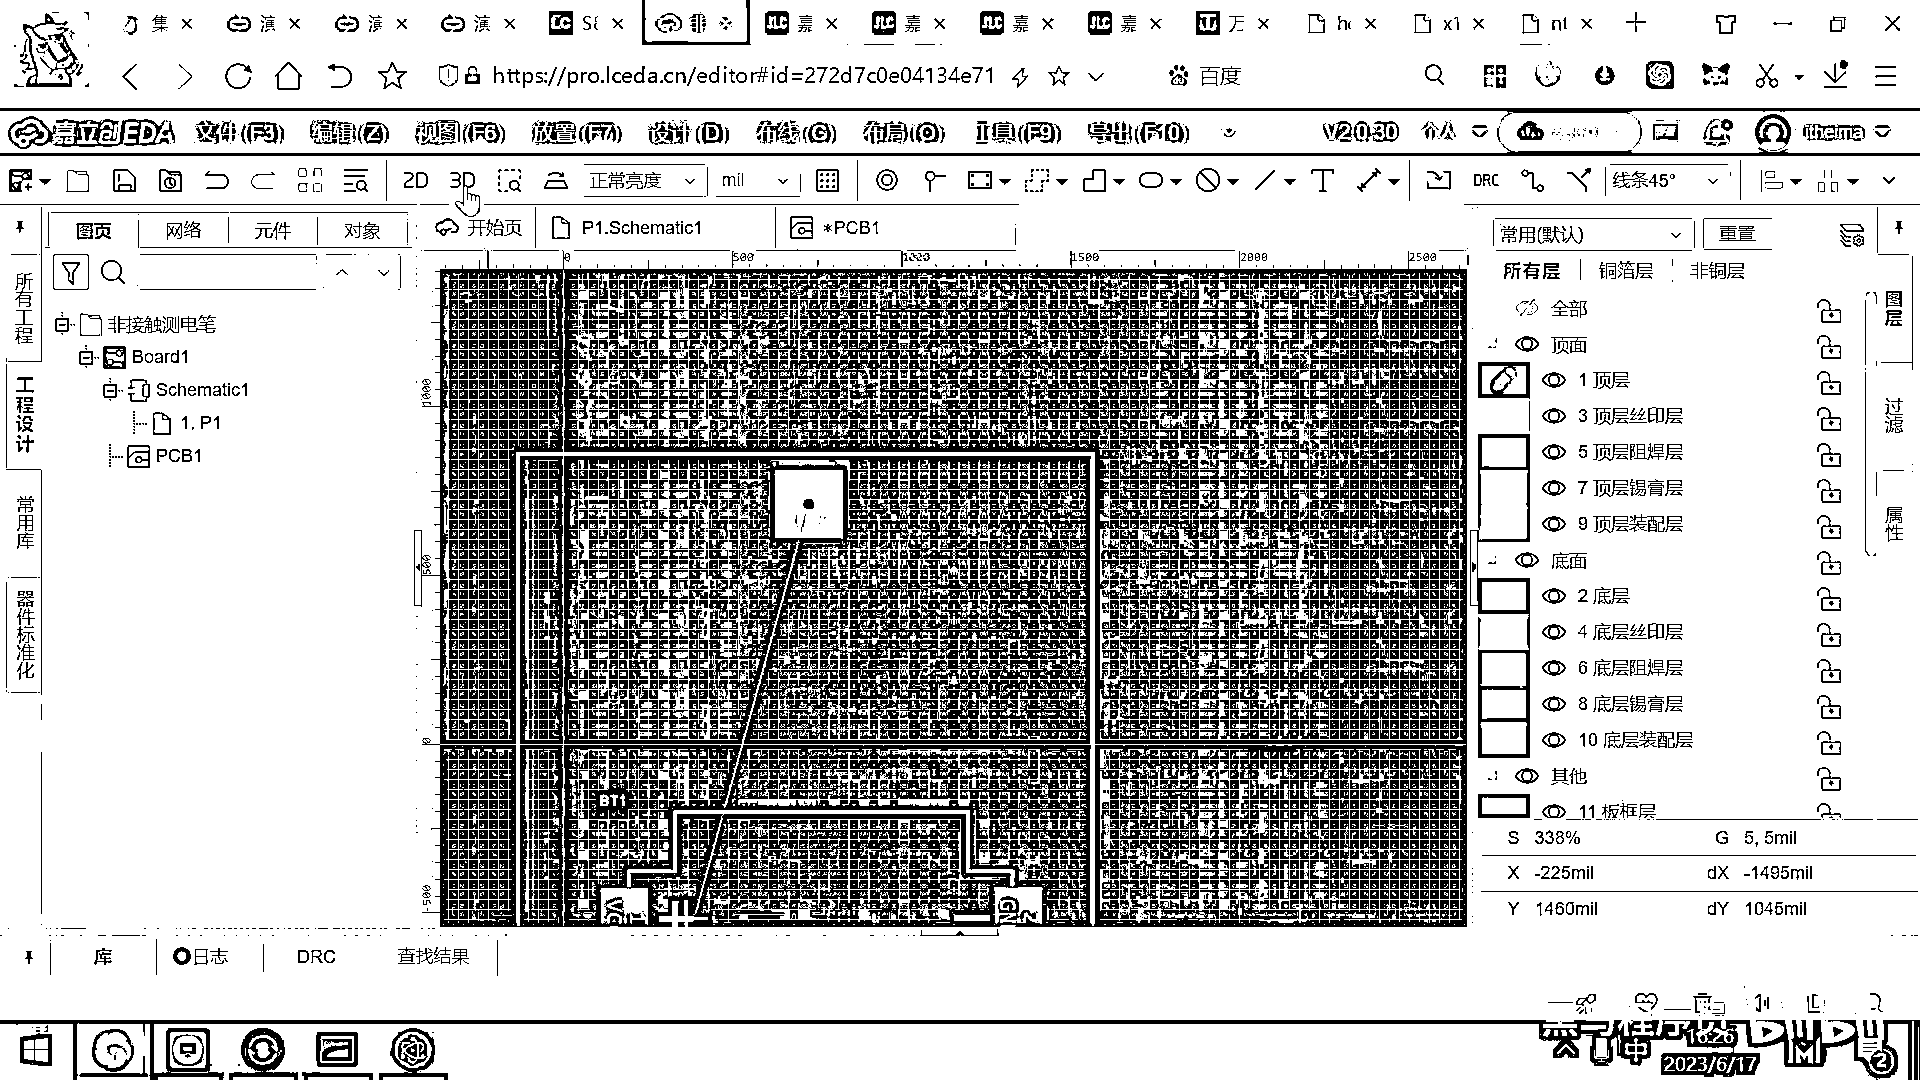 集 演 演 演 嘉 嘉 嘉 嘉 万 x1
https://pro.lceda.cn/editor#id=272d7c0e04134e71 百度
嘉立创EDA 文件(F3) 编辑(Z) 视图(F6) 放置(F7) 设计(D) 布线(G) 布局(O) 工具(F9) 导出(F10) V2.0.30 个人 itheima
2D 3D 正常亮度 mil DRC 线条45°
图页 网络 元件 对象
开始页 P1.Schematic1 *PCB1
常用(默认) 重置
所有层 铜箔层 非铜层
所有工程
工程设计
常用库
器件标准化
非接触测电笔
Board1
Schematic1
1. P1
PCB1
0 500 1000 1500 2000 2500
1000
500
0
-500
BT1
全部
顶面
1 顶层
3 顶层丝印层
5 顶层阻焊层
7 顶层锡膏层
9 顶层装配层
底面
2 底层
4 底层丝印层
6 底层阻焊层
8 底层锡膏层
10 底层装配层
其他
11 板框层
图层
过滤
属性
S 338% G 5, 5mil
X -225mil dX -1495mil
Y 1460mil dY 1045mil
库 日志 DRC 查找结果
中
16:26
2023/6/17
2